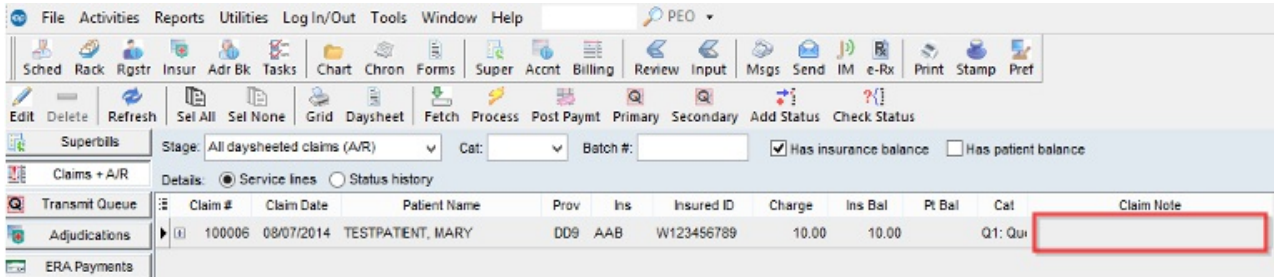 File Activities Reports Utilities Log In/Out Tools Window Help PEO
Sched Rack Rgstr Insur Adr Bk Tasks Chart Chron Forms Super Accnt Billing Review Input Msgs Send IM e-Rx Print Stamp Pref
Edit Delete Refresh Sel All Sel None Grid Daysheet Fetch Process Post Paymt Primary Secondary Add Status Check Status
Superbills Stage: All daysheeted claims (A/R) Cat: Batch #: Has insurance balance Has patient balance
Claims + A/R Details: Service lines Status history
Transmit Queue Claim # Claim Date Patient Name Prov Ins Insured ID Charge Ins Bal Pt Bal Cat Claim Note
Adjudications 100006 08/07/2014 TESTPATIENT, MARY DD9 AAB W123456789 10.00 10.00 Q1: Que
ERA Payments